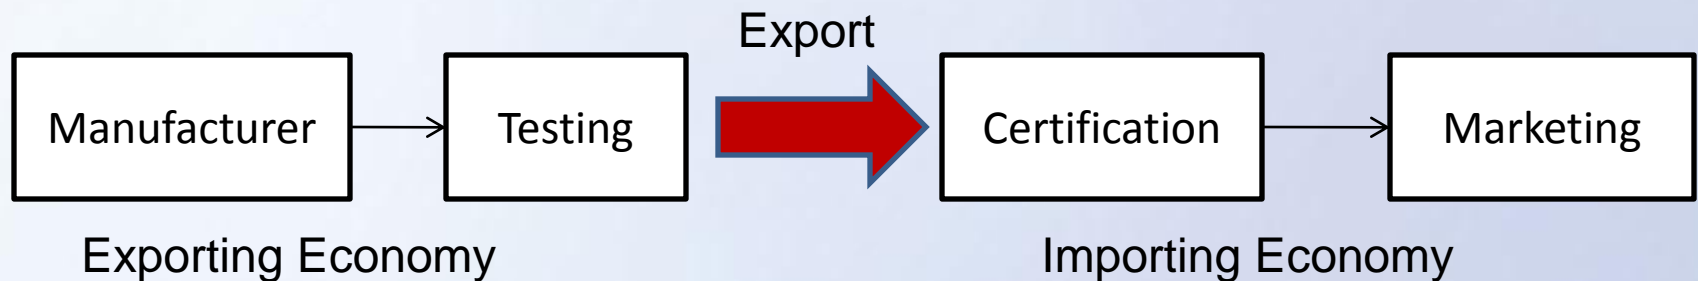 Export
Manufacturer
Testing
Certification
Marketing
Exporting Economy
Importing Economy